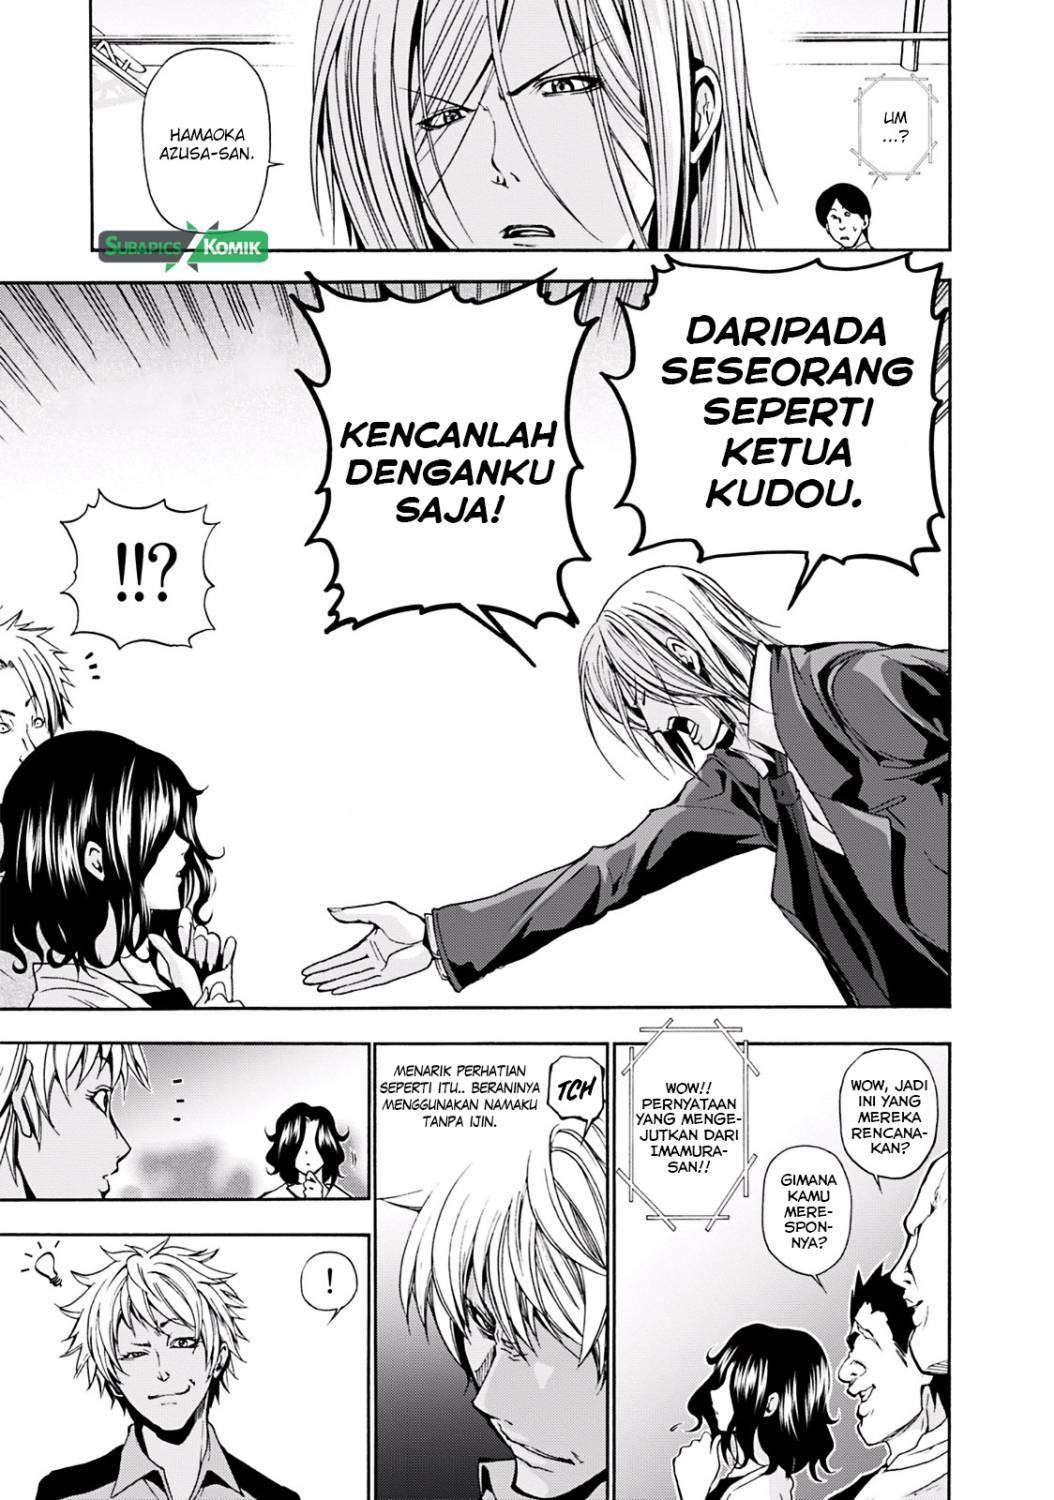 UM
...?
HAMAOKA
AZUSA-SAN.
SUBAPICS KOMIK
DARIPADA
SESEORANG
SEPERTI
KETUA
KUDOU.
KENCANLAH
DENGANKU
SAJA!
!!?
WOW, JADI
INI YANG
MEREKA
RENCANA-
KAN?
GIMANA
KAMU
MERE-
SPON-
NYA?
WOW!!
PERNYATAAN
YANG MENGE-
JUTKAN DARI
IMAMURA-
SAN!!
TCH
MENARIK PERHATIAN
SEPERTI ITU.. BERANINYA
MENGGUNAKAN NAMAKU
TANPA IJIN.
!